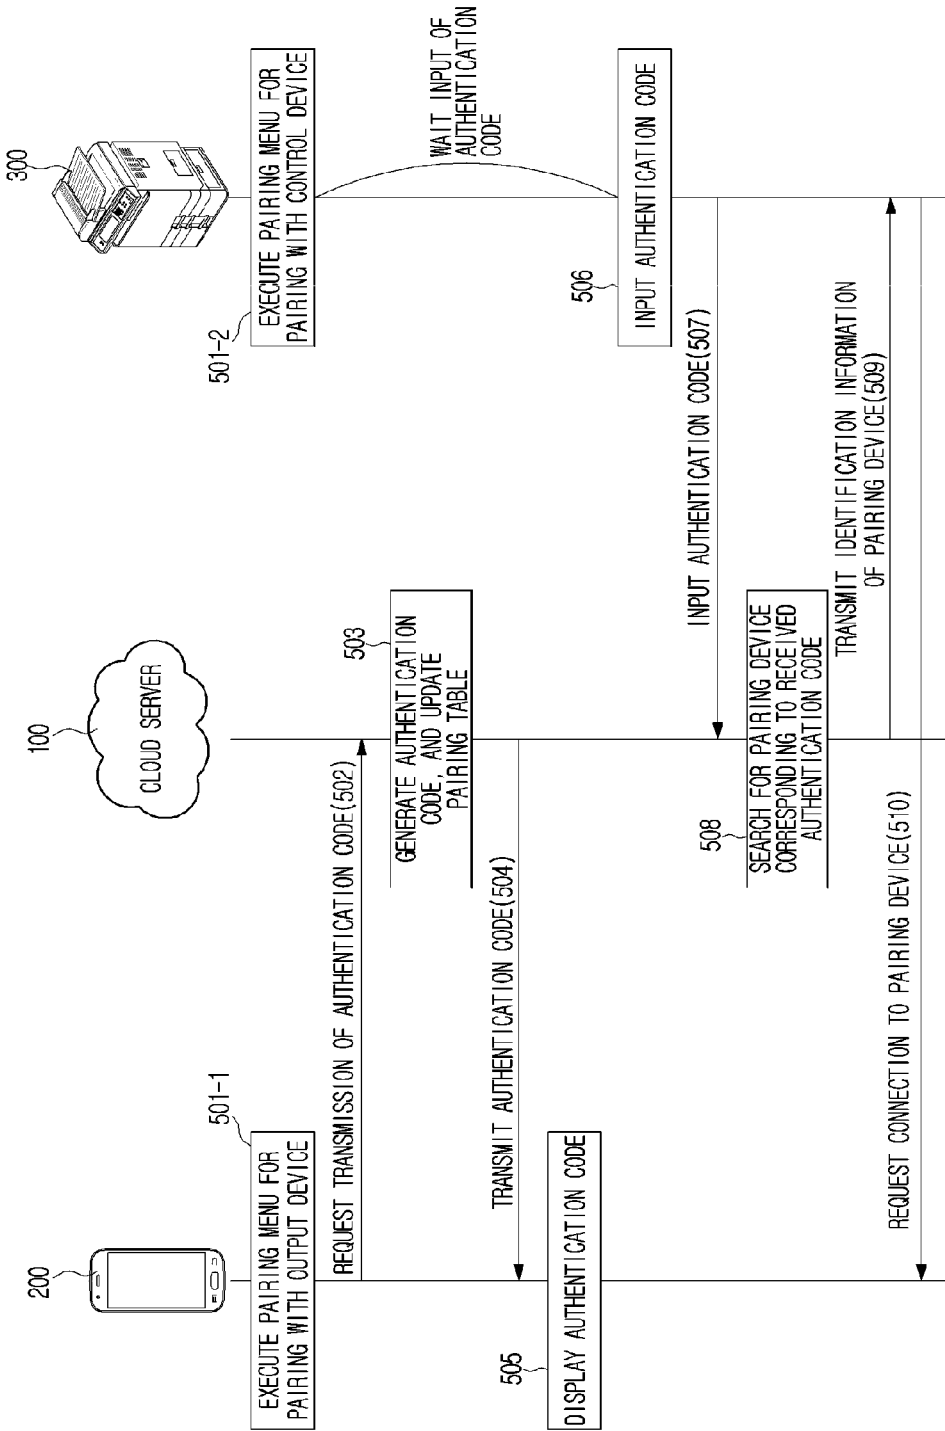 200
100
CLOUD SERVER
300
501-1
EXECUTE PAIRING MENU FOR
PAIRING WITH OUTPUT DEVICE
501-2
EXECUTE PAIRING MENU FOR
PAIRING WITH CONTROL DEVICE
REQUEST TRANSMISSION OF AUTHENTICATION CODE(502)
503
GENERATE AUTHENTICATION
CODE, AND UPDATE
PAIRING TABLE
WAIT INPUT OF
AUTHENTICATION
CODE
TRANSMIT AUTHENTICATION CODE(504)
505
DISPLAY AUTHENTICATION CODE
506
INPUT AUTHENTICATION CODE
INPUT AUTHENTICATION CODE(507)
508
SEARCH FOR PAIRING DEVICE
CORRESPONDING TO RECEIVED
AUTHENTICATION CODE
TRANSMIT IDENTIFICATION INFORMATION
OF PAIRING DEVICE(509)
REQUEST CONNECTION TO PAIRING DEVICE(510)